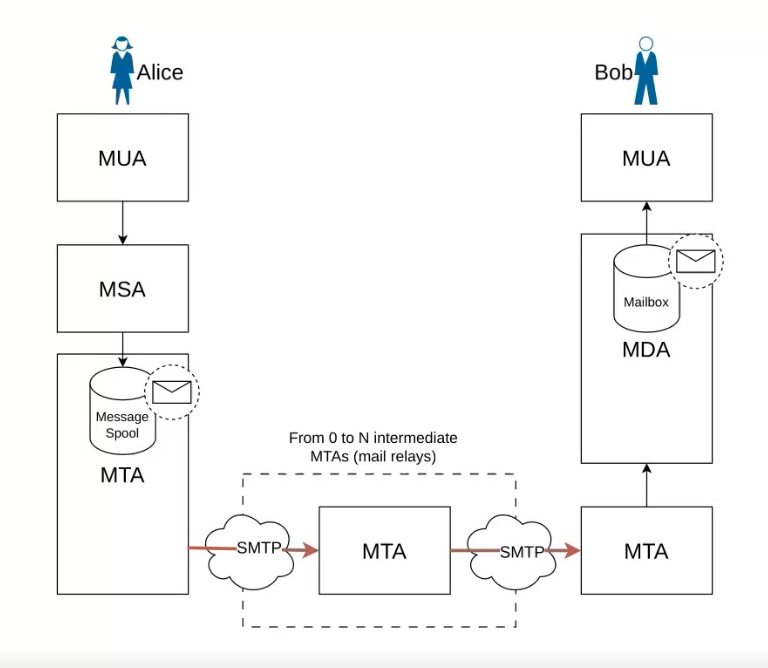 Alice
Bob
MUA
MUA
MSA
Mailbox
MDA
Message
Spool
MTA
From 0 to N intermediate
MTAs (mail relays)
SMTP
MTA
SMTP
MTA